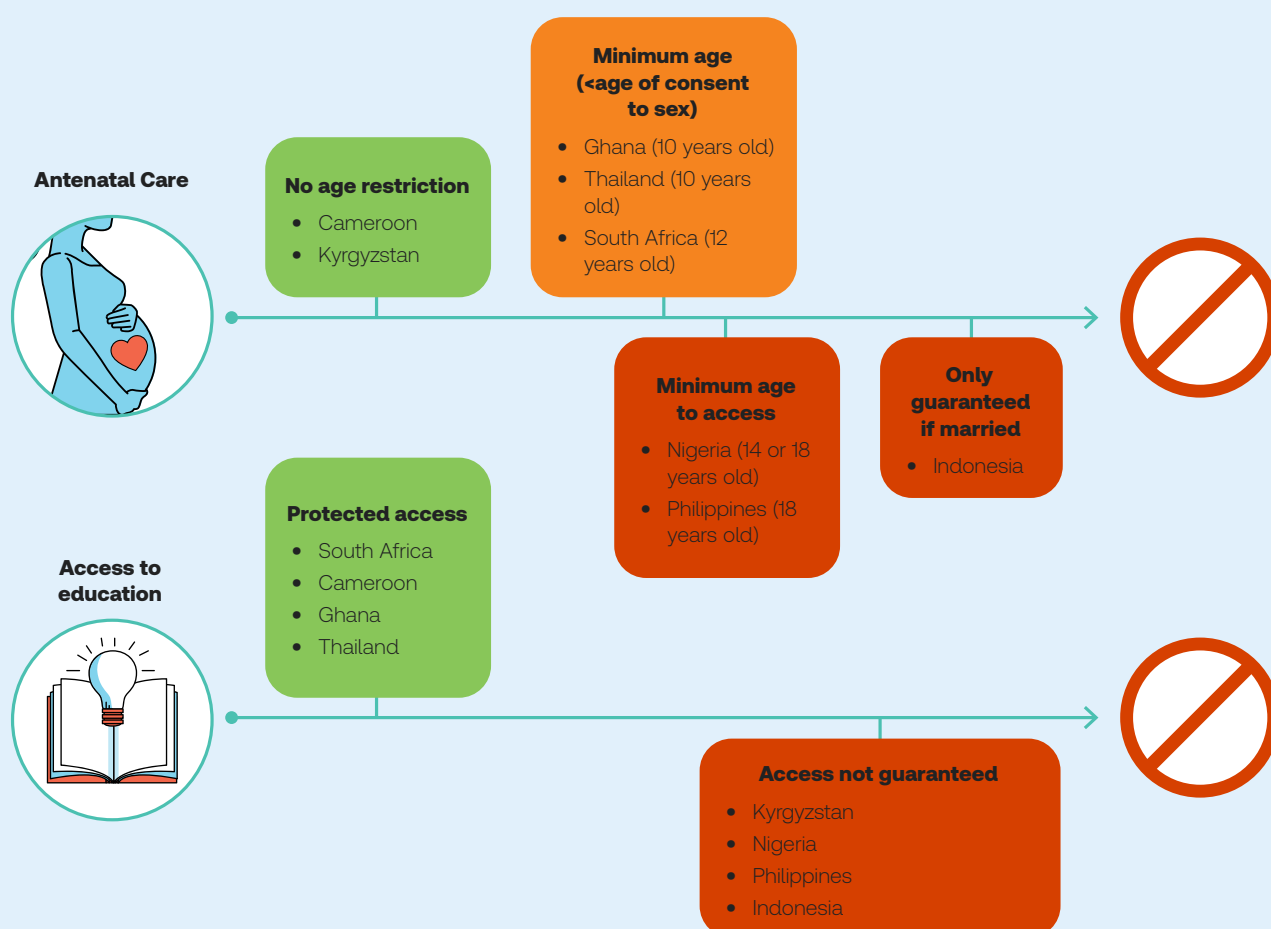 Antenatal Care
No age restriction
• Cameroon
• Kyrgyzstan
Minimum age
(<age of consent
to sex)
• Ghana (10 years old)
• Thailand (10 years
old)
• South Africa (12
years old)
Minimum age
to access
• Nigeria (14 or 18
years old)
• Philippines (18
years old)
Only
guaranteed
if married
• Indonesia
Access to
education
Protected access
• South Africa
• Cameroon
• Ghana
• Thailand
Access not guaranteed
• Kyrgyzstan
• Nigeria
• Philippines
• Indonesia